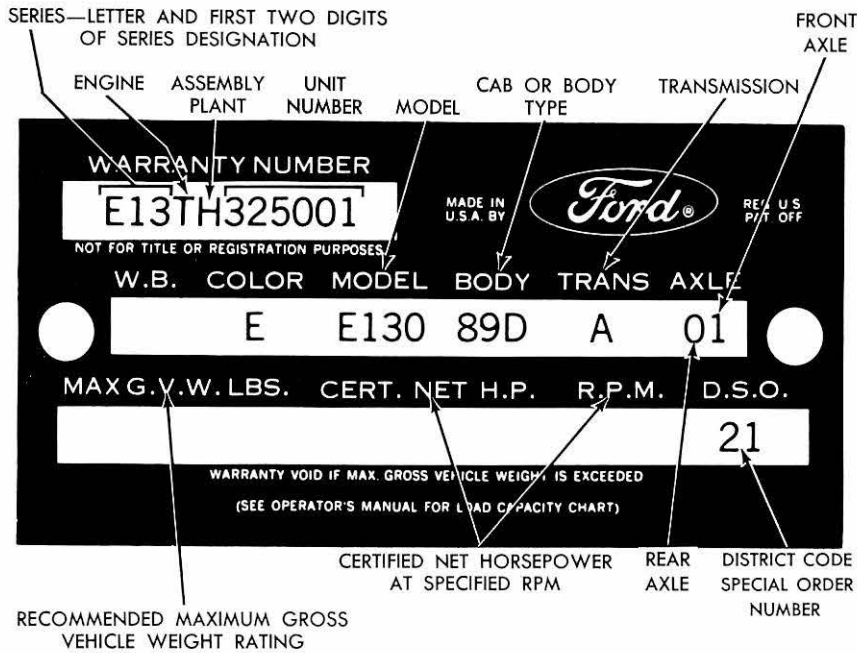 SERIES—LETTER AND FIRST TWO DIGITS
OF SERIES DESIGNATION
FRONT
AXLE
ENGINE
ASSEMBLY
PLANT
UNIT
NUMBER
MODEL
CAB OR BODY
TYPE
TRANSMISSION
WARRANTY NUMBER
E13TH325001
NOT FOR TITLE OR REGISTRATION PURPOSES
MADE IN
U.S.A. BY
Ford ®
REG U S
PAT. OFF
W.B. COLOR MODEL BODY TRANS AXLE
E E130 89D A 01
MAX G.V.W. LBS. CERT. NET H.P. R.P.M. D.S.O.
21
WARRANTY VOID IF MAX. GROSS VEHICLE WEIGHT IS EXCEEDED
(SEE OPERATOR'S MANUAL FOR LOAD CAPACITY CHART)
CERTIFIED NET HORSEPOWER
AT SPECIFIED RPM
REAR
AXLE
DISTRICT CODE
SPECIAL ORDER
NUMBER
RECOMMENDED MAXIMUM GROSS
VEHICLE WEIGHT RATING